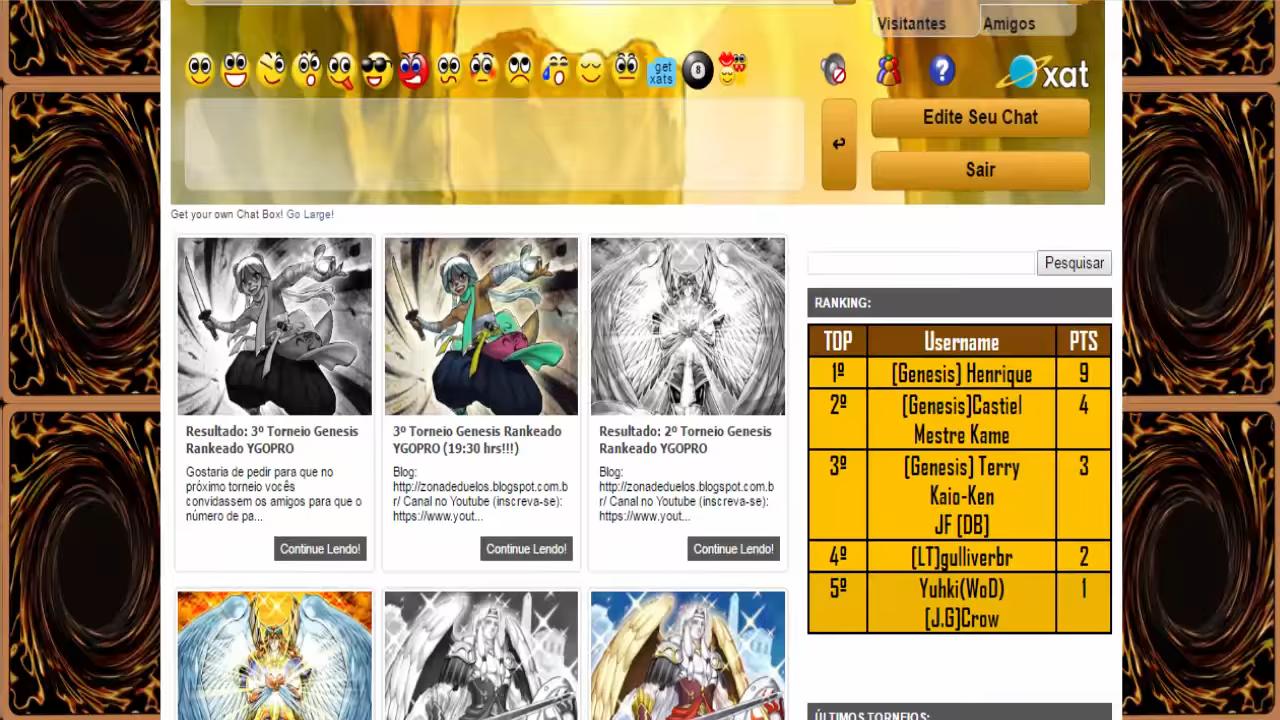 Visitantes
Amigos
get
xats
8
?
xat
Edite Seu Chat
Sair
Get your own Chat Box! Go Large!
Resultado: 3º Torneio Genesis
Rankeado YGOPRO
Gostaria de pedir para que no
próximo torneio vocês
convidassem os amigos para que o
número de pa...
Continue Lendo!
3º Torneio Genesis Rankeado
YGOPRO (19:30 hrs!!!)
Blog:
http://zonadeduelos.blogspot.com.b
r/ Canal no Youtube (inscreva-se):
https://www.yout...
Continue Lendo!
Resultado: 2º Torneio Genesis
Rankeado YGOPRO
Blog:
http://zonadeduelos.blogspot.com.b
r/ Canal no Youtube (inscreva-se):
https://www.yout...
Continue Lendo!
Pesquisar
RANKING:
TOP Username PTS
1º [Genesis] Henrique 9
2º [Genesis]Castiel 4
Mestre Kame
3º [Genesis] Terry 3
Kaio-Ken
JF [DB]
4º [LT]gulliverbr 2
5º Yuhki(WoD) 1
[J.G]Crow
ÚLTIMOS TORNEIOS: